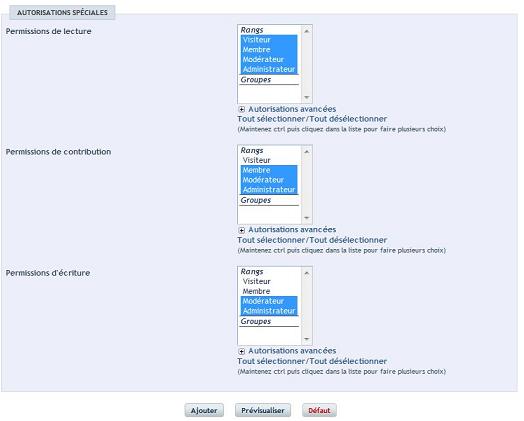 AUTORISATIONS SPÉCIALES
Permissions de lecture
Rangs
Visiteur
Membre
Modérateur
Administrateur
Groupes
Autorisations avancées
Tout sélectionner/Tout désélectionner
(Maintenez ctrl puis cliquez dans la liste pour faire plusieurs choix)
Permissions de contribution
Rangs
Visiteur
Membre
Modérateur
Administrateur
Groupes
Autorisations avancées
Tout sélectionner/Tout désélectionner
(Maintenez ctrl puis cliquez dans la liste pour faire plusieurs choix)
Permissions d'écriture
Rangs
Visiteur
Membre
Modérateur
Administrateur
Groupes
Autorisations avancées
Tout sélectionner/Tout désélectionner
(Maintenez ctrl puis cliquez dans la liste pour faire plusieurs choix)
Ajouter Prévisualiser Défaut